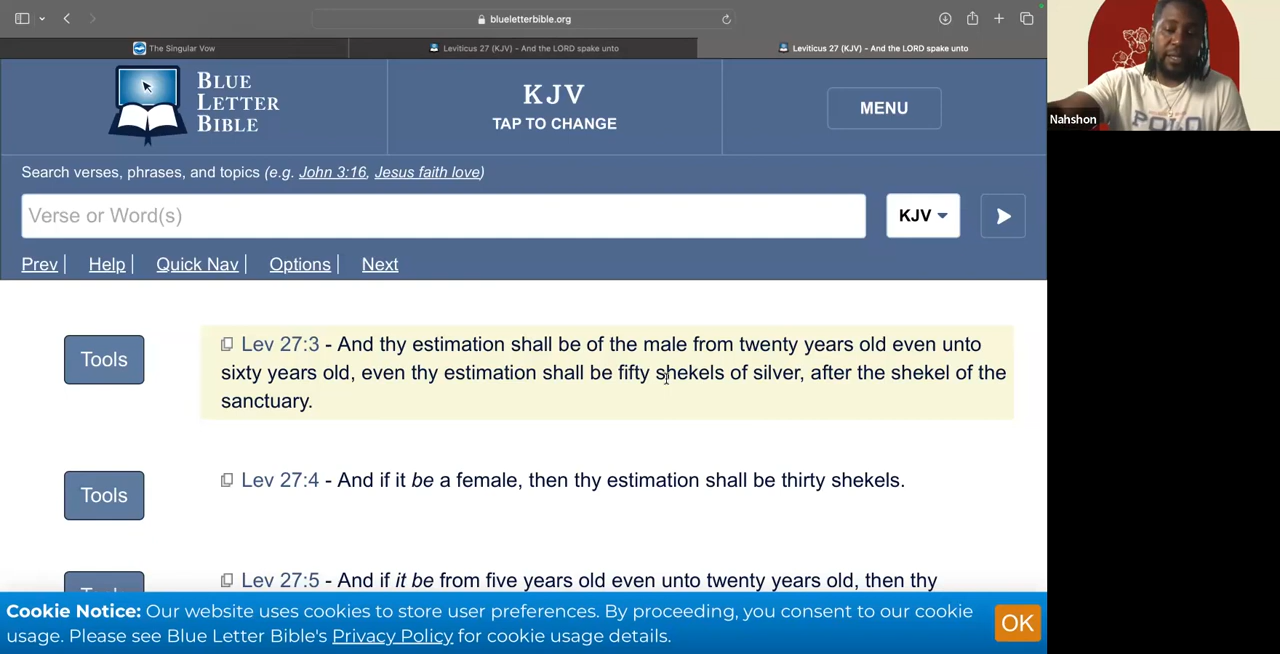 blueletterbible.org
The Singular Vow
Leviticus 27 (KJV) - And the LORD spake unto
Leviticus 27 (KJV) - And the LORD spake unto
BLUE
LETTER
BIBLE
KJV
TAP TO CHANGE
MENU
Nahshon
POLO
Search verses, phrases, and topics (e.g. John 3:16, Jesus faith love)
Verse or Word(s)
KJV
Prev | Help | Quick Nav | Options | Next
Tools
Lev 27:3 - And thy estimation shall be of the male from twenty years old even unto
sixty years old, even thy estimation shall be fifty shekels of silver, after the shekel of the
sanctuary.
Tools
Lev 27:4 - And if it be a female, then thy estimation shall be thirty shekels.
Lev 27:5 - And if it be from five years old even unto twenty years old, then thy
Cookie Notice: Our website uses cookies to store user preferences. By proceeding, you consent to our cookie
usage. Please see Blue Letter Bible's Privacy Policy for cookie usage details.
OK